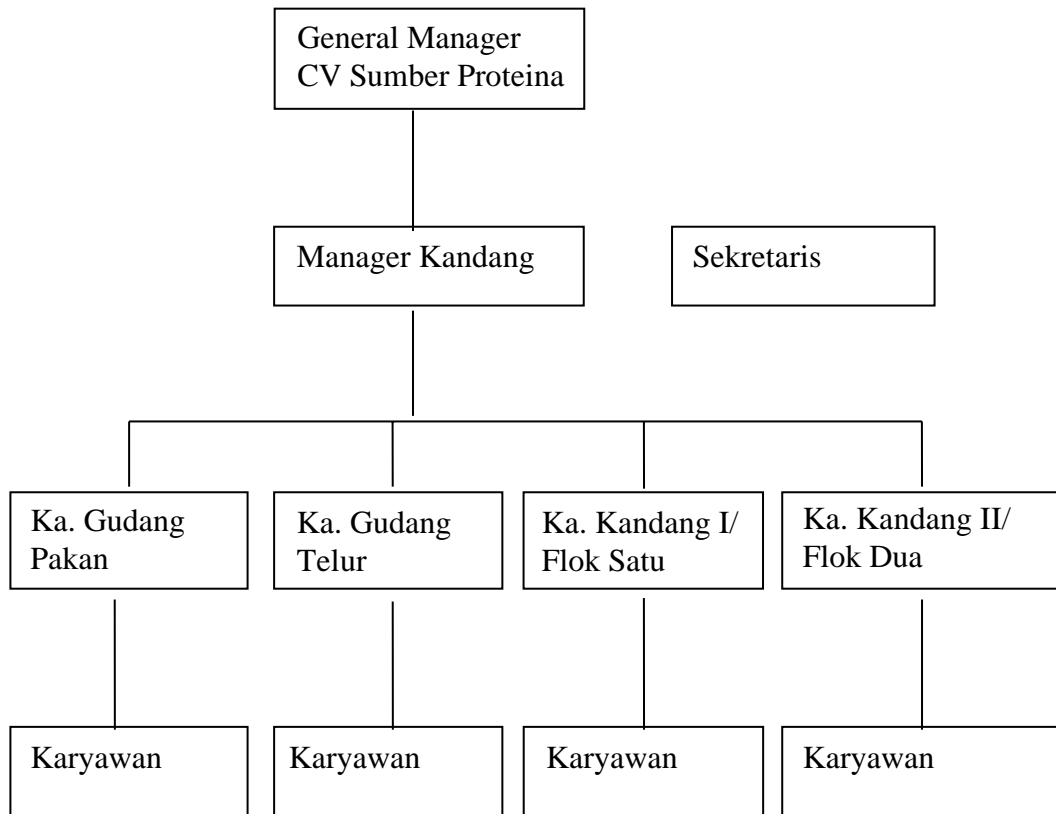 General Manager
CV Sumber Proteina
Manager Kandang
Sekretaris
Ka. Gudang
Pakan
Ka. Gudang
Telur
Ka. Kandang I/
Flok Satu
Ka. Kandang II/
Flok Dua
Karyawan
Karyawan
Karyawan
Karyawan